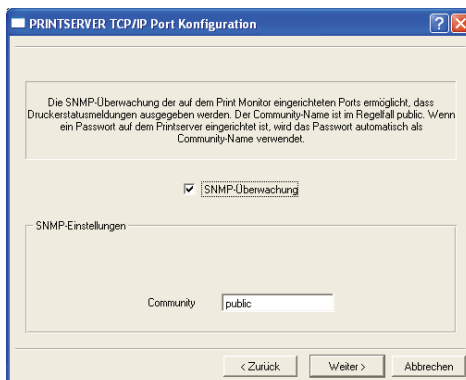 PRINTSERVER TCP/IP Port Konfiguration
Die SNMP-Überwachung der auf dem Print Monitor eingerichteten Ports ermöglicht, dass
Druckerstatusmeldungen ausgegeben werden. Der Community-Name ist im Regelfall public. Wenn
ein Passwort auf dem Printserver eingerichtet ist, wird das Passwort automatisch als
Community-Name verwendet.
SNMP-Überwachung
SNMP-Einstellungen
Community public
< Zurück Weiter > Abbrechen